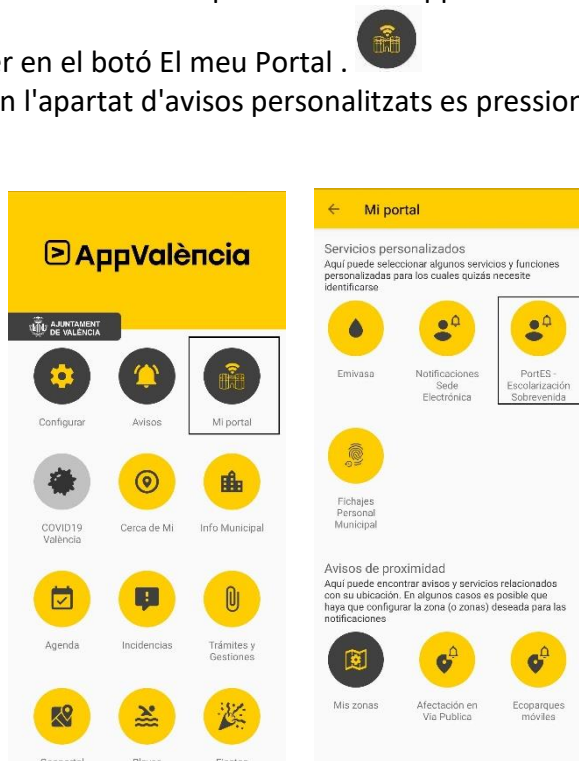 er en el botó El meu Portal .
n l'apartat d'avisos personalitzats es pression
AppValència
AJUNTAMENT
DE VALÈNCIA
Configurar
Avisos
Mi portal
COVID19
València
Cerca de Mi
Info Municipal
Agenda
Incidencias
Trámites y
Gestiones
Mi portal
Servicios personalizados
Aquí puede seleccionar algunos servicios y funciones
personalizadas para los cuales quizás necesite
identificarse
Emivasa
Notificaciones
Sede
Electrónica
PortES -
Escolarización
Sobrevenida
Fichajes
Personal
Municipal
Avisos de proximidad
Aquí puede encontrar avisos y servicios relacionados
con su ubicación. En algunos casos es posible que
haya que configurar la zona (o zonas) deseada para las
notificaciones
Mis zonas
Afectación en
Vía Publica
Ecoparques
móviles